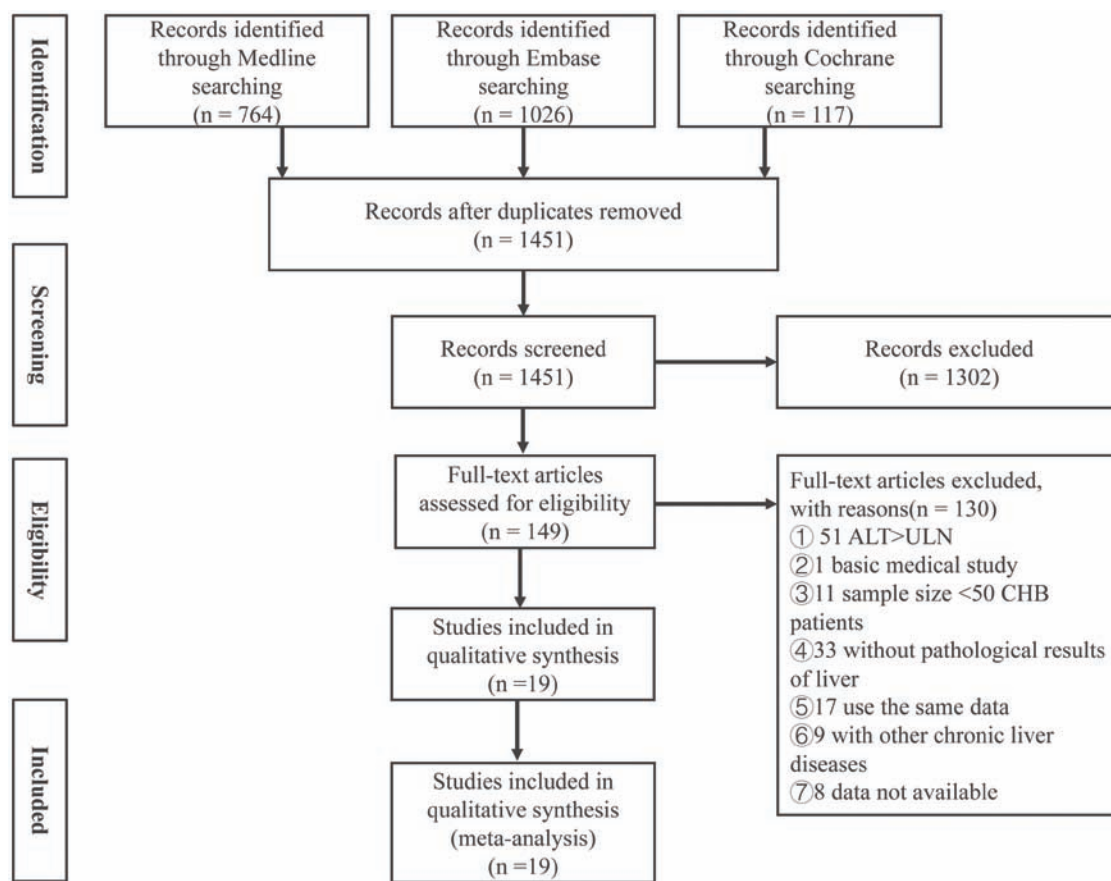 Identification
Records identified
through Medline
searching
(n = 764)
Records identified
through Embase
searching
(n = 1026)
Records identified
through Cochrane
searching
(n = 117)
Records after duplicates removed
(n = 1451)
Screening
Records screened
(n = 1451)
Records excluded
(n = 1302)
Eligibility
Full-text articles
assessed for eligibility
(n = 149)
Full-text articles excluded,
with reasons(n = 130)
① 51 ALT>ULN
②1 basic medical study
③11 sample size <50 CHB
patients
④33 without pathological results
of liver
⑤17 use the same data
⑥9 with other chronic liver
diseases
⑦8 data not available
Studies included in
qualitative synthesis
(n =19)
Included
Studies included in
qualitative synthesis
(meta-analysis)
(n =19)